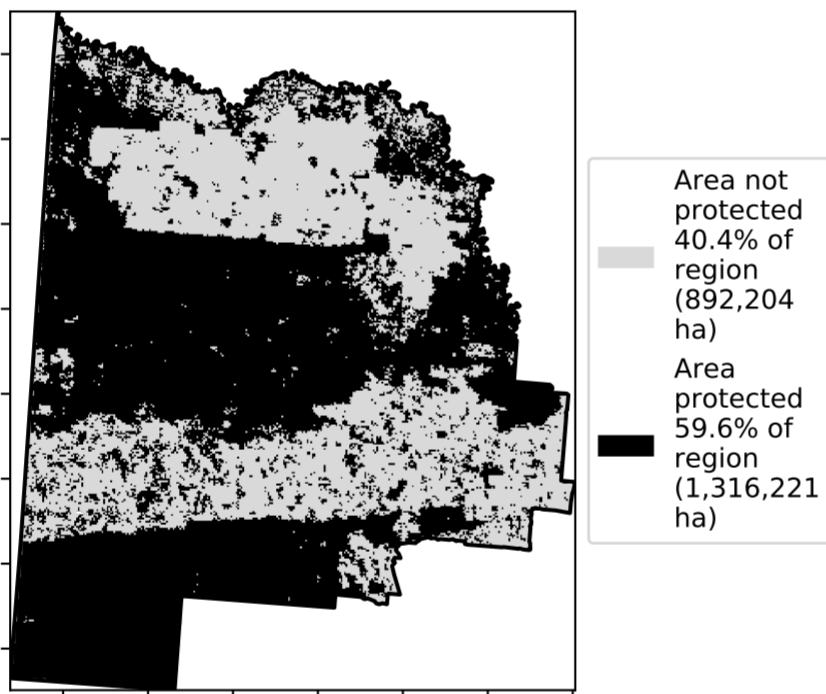 Area not
protected
40.4% of
region
(892,204
ha)
Area
protected
59.6% of
region
(1,316,221
ha)